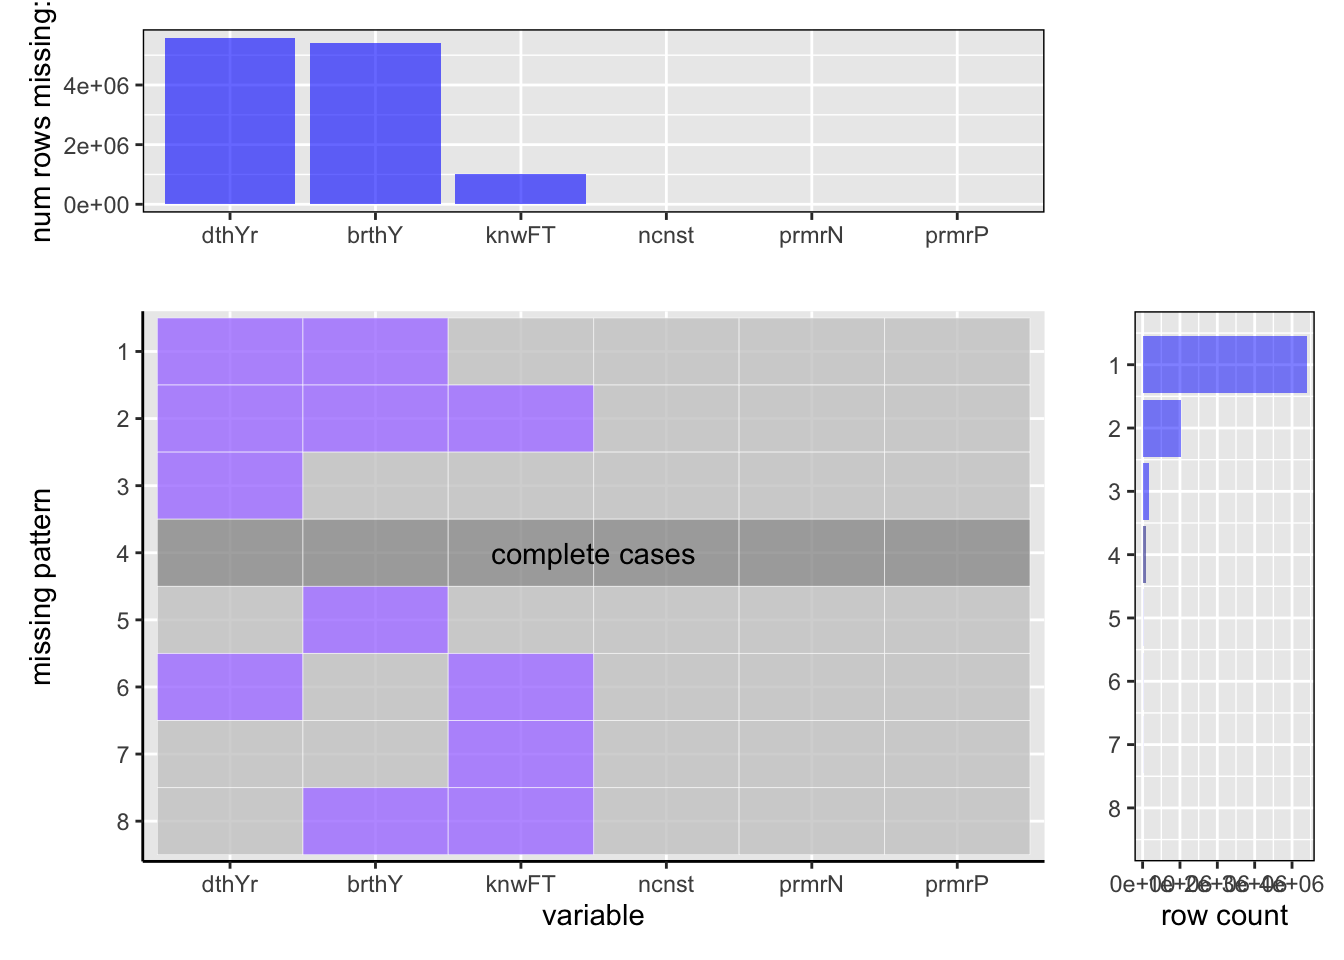 num rows missing:
4e+06
2e+06
0e+00
dthYr brthY knwFT ncnst prmrN prmrP
missing pattern
1
2
3
4
5
6
7
8
complete cases
dthYr brthY knwFT ncnst prmrN prmrP
variable
1
2
3
4
5
6
7
8
0e+00 1e+06 2e+06 3e+06 4e+06
row count